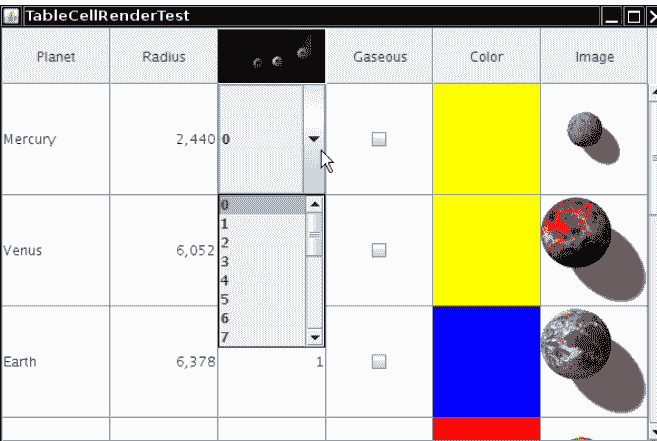 TableCellRenderTest
Planet Radius Gaseous Color Image
Mercury 2,440 0
0
1
Venus 6,052 2
3
4
5
6
7
Earth 6,378 1